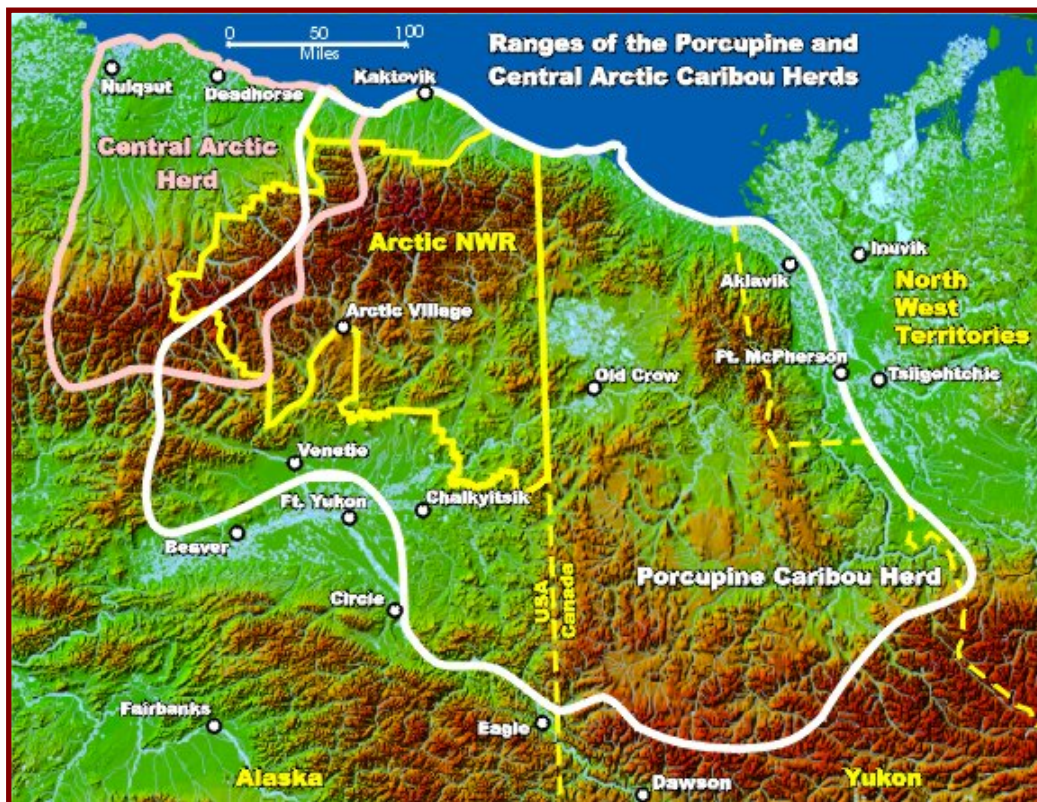 0 50 100
Miles
Ranges of the Porcupine and
Central Arctic Caribou Herds
Kaktovik
Nuiqsut
Deadhorse
Central Arctic
Herd
Arctic NWR
Inuvik
Aklavik
North
West
Territories
Arctic Village
Ft. McPherson
Tsiigehtchic
Old Crow
Venetie
Chalkyitsik
Ft. Yukon
Beaver
Porcupine Caribou Herd
USA
Canada
Circle
Fairbanks
Eagle
Alaska
Dawson
Yukon